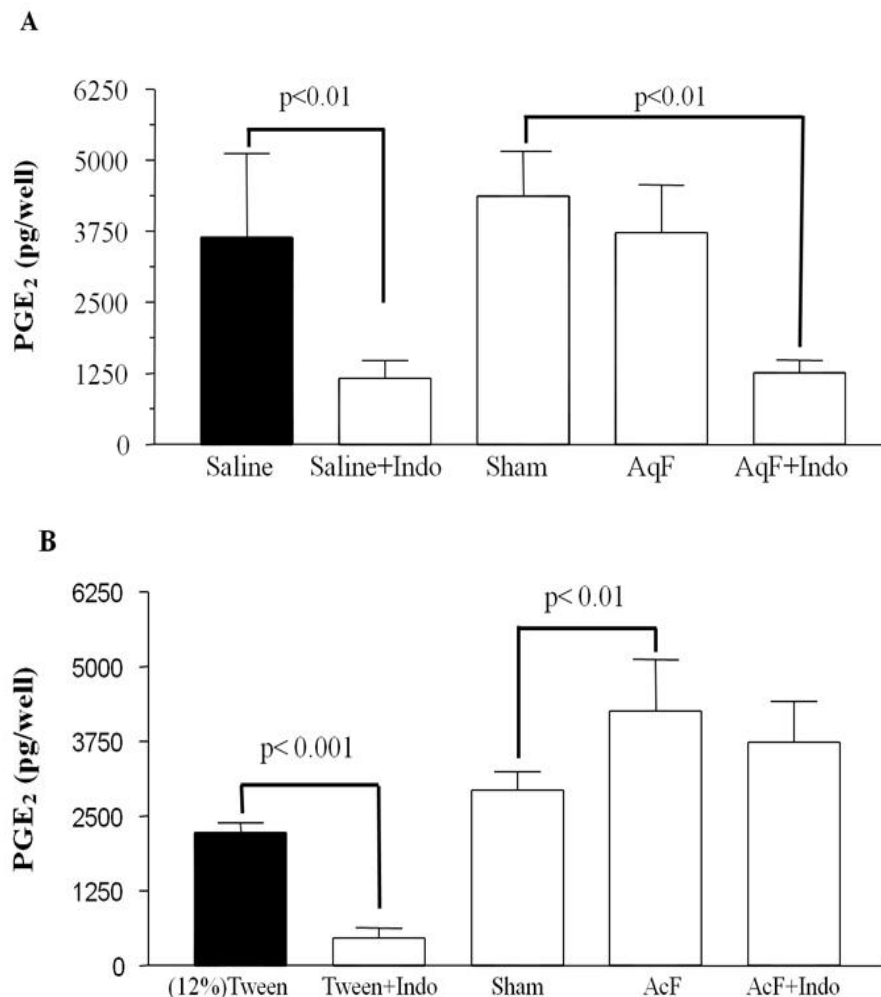 A
p<0.01
p<0.01
6250
5000
3750
2500
1250
0
PGE₂ (pg/well)
Saline Saline+Indo Sham AqF AqF+Indo
B
p< 0.01
p< 0.001
6250
5000
3750
2500
1250
0
PGE₂ (pg/well)
(12%)Tween Tween+Indo Sham AcF AcF+Indo